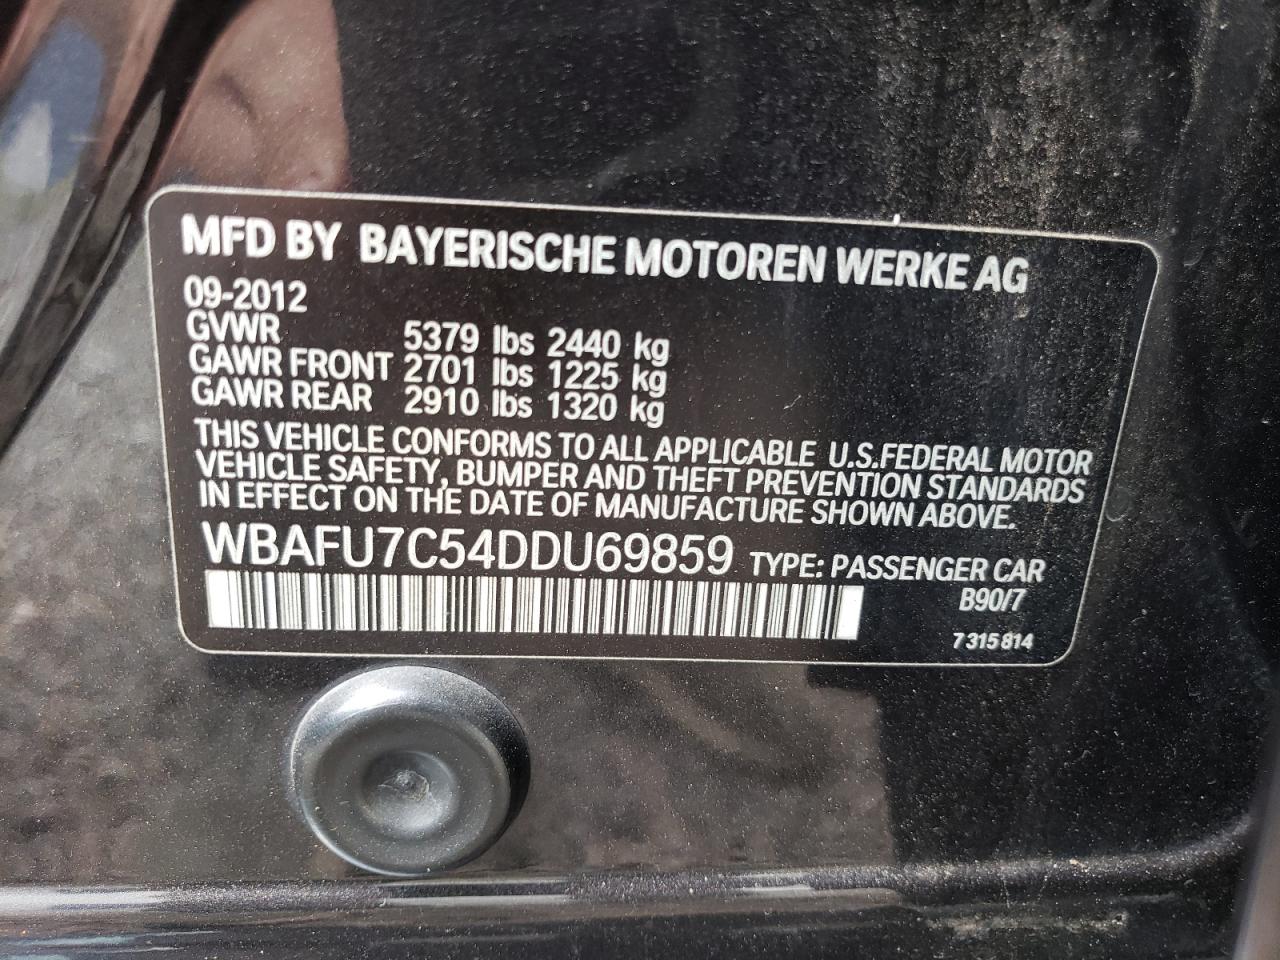 MFD BY BAYERISCHE MOTOREN WERKE AG
09-2012
GVWR 5379 lbs 2440 kg
GAWR FRONT 2701 lbs 1225 kg
GAWR REAR 2910 lbs 1320 kg
THIS VEHICLE CONFORMS TO ALL APPLICABLE U.S.FEDERAL MOTOR
VEHICLE SAFETY, BUMPER AND THEFT PREVENTION STANDARDS
IN EFFECT ON THE DATE OF MANUFACTURE SHOWN ABOVE.
WBAFU7C54DDU69859 TYPE: PASSENGER CAR
B90/7
7 315 814